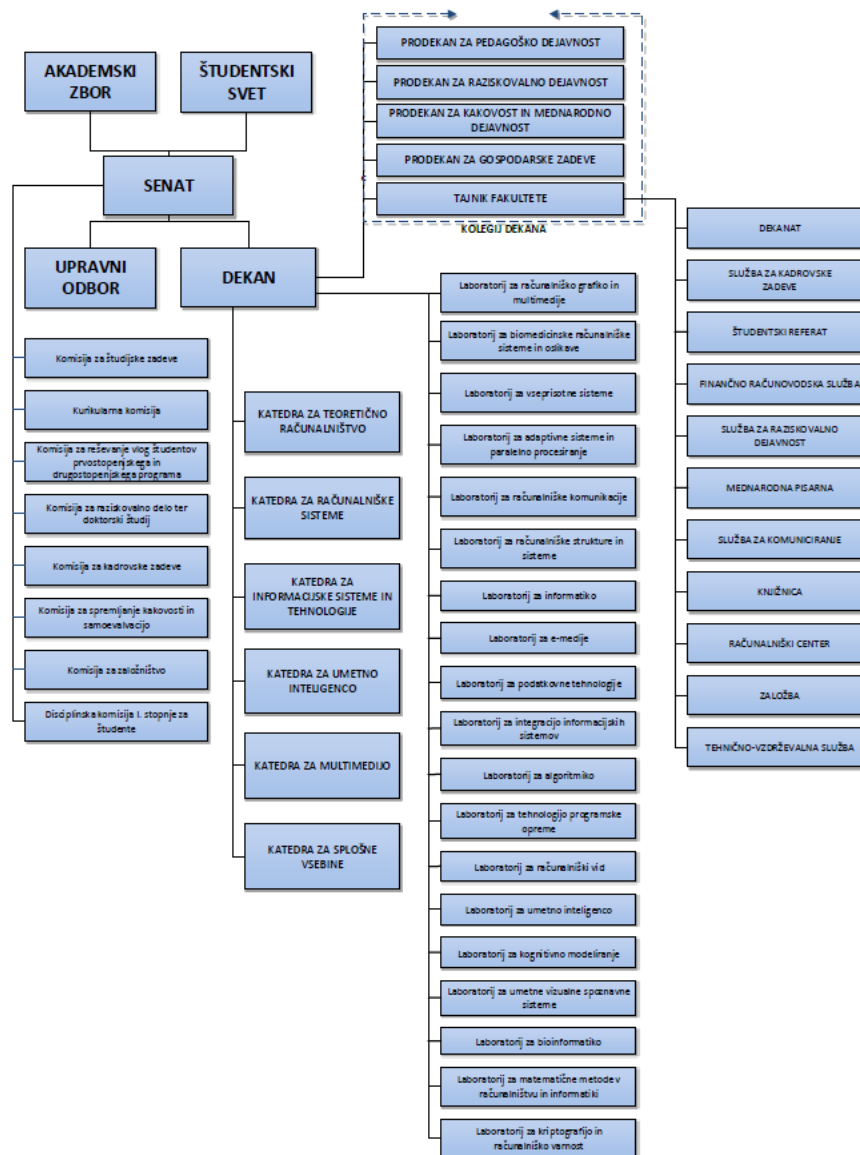 AKADEMSKI
ZBOR
ŠTUDENTSKI
SVET
SENAT
UPRAVNI
ODBOR
DEKAN
PRODEKAN ZA PEDAGOŠKO DEJAVNOST
PRODEKAN ZA RAZISKOVALNO DEJAVNOST
PRODEKAN ZA KAKOVOST IN MEDNARODNO
DEJAVNOST
PRODEKAN ZA GOSPODARSKE ZADEVE
TAJNIK FAKULTETE
KOLEGIJ DEKANA
Komisija za študijske zadeve
Kurikularna komisija
Komisija za reševanje vlog študentov
prvostopenjskega in
drugostopenjskega programa
Komisija za raziskovalno delo ter
doktorski študij
Komisija za kadrovske zadeve
Komisija za spremljanje kakovosti in
samoevalvacijo
Komisija za založništvo
Disciplinska komisija I. stopnje za
študente
KATEDRA ZA TEORETIČNO
RAČUNALNIŠTVO
KATEDRA ZA RAČUNALNIŠKE
SISTEME
KATEDRA ZA
INFORMACIJSKE SISTEME IN
TEHNOLOGIJE
KATEDRA ZA UMETNO
INTELIGENCO
KATEDRA ZA MULTIMEDIJO
KATEDRA ZA SPLOŠNE
VSEBINE
Laboratorij za računalniško grafiko in
multimedije
Laboratorij za biomedicinske računalniške
sisteme in oslikave
Laboratorij za vseprisotne sisteme
Laboratorij za adaptivne sisteme in
paralelno procesiranje
Laboratorij za računalniške komunikacije
Laboratorij za računalniške strukture in
sisteme
Laboratorij za informatiko
Laboratorij za e-medije
Laboratorij za podatkovne tehnologije
Laboratorij za integracijo informacijskih
sistemov
Laboratorij za algoritmiko
Laboratorij za tehnologijo programske
opreme
Laboratorij za računalniški vid
Laboratorij za umetno inteligenco
Laboratorij za kognitivno modeliranje
Laboratorij za umetne vizualne spoznavne
sisteme
Laboratorij za bioinformatiko
Laboratorij za matematične metode v
računalništvu in informatiki
Laboratorij za kriptografijo in
računalniško varnost
DEKANAT
SLUŽBA ZA KADROVSKE
ZADEVE
ŠTUDENTSKI REFERAT
FINANČNO RAČUNOVODSKA SLUŽBA
SLUŽBA ZA RAZISKOVALNO
DEJAVNOST
MEDNARODNA PISARNA
SLUŽBA ZA KOMUNICIRANJE
KNJIŽNICA
RAČUNALNIŠKI CENTER
ZALOŽBA
TEHNIČNO-VZDRŽEVALNA SLUŽBA